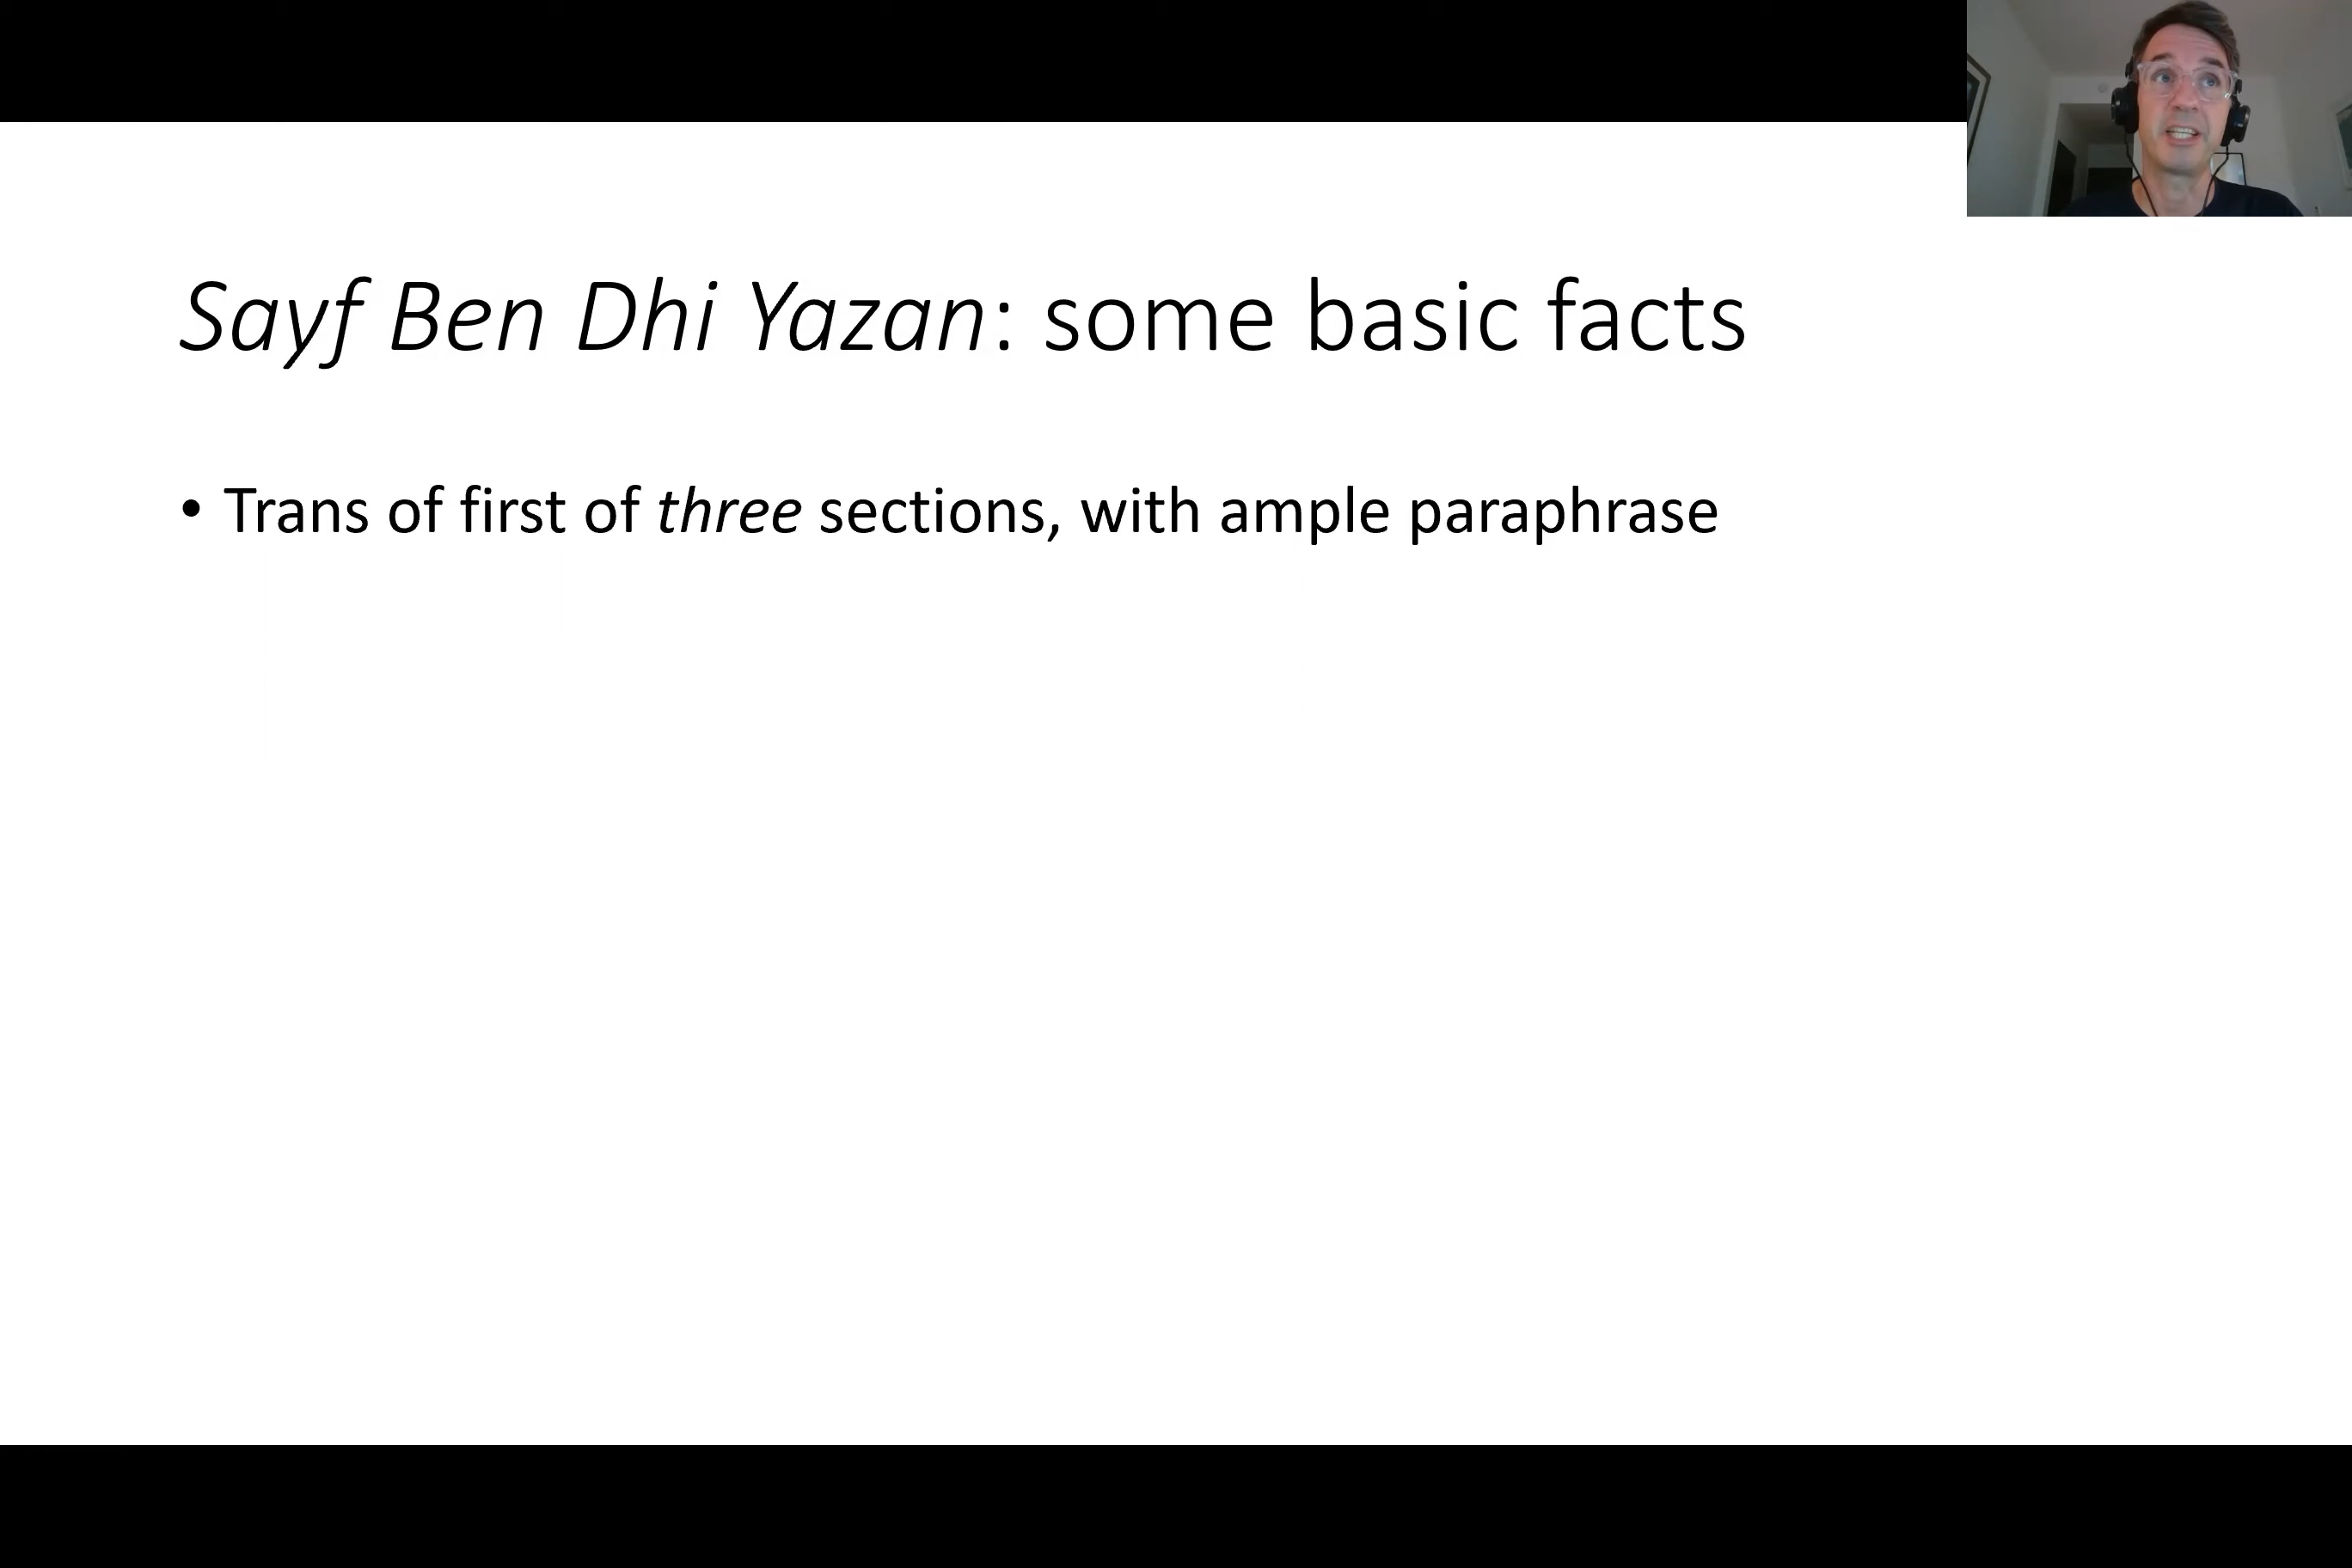 Sayf Ben Dhi Yazan: some basic facts
• Trans of first of three sections, with ample paraphrase